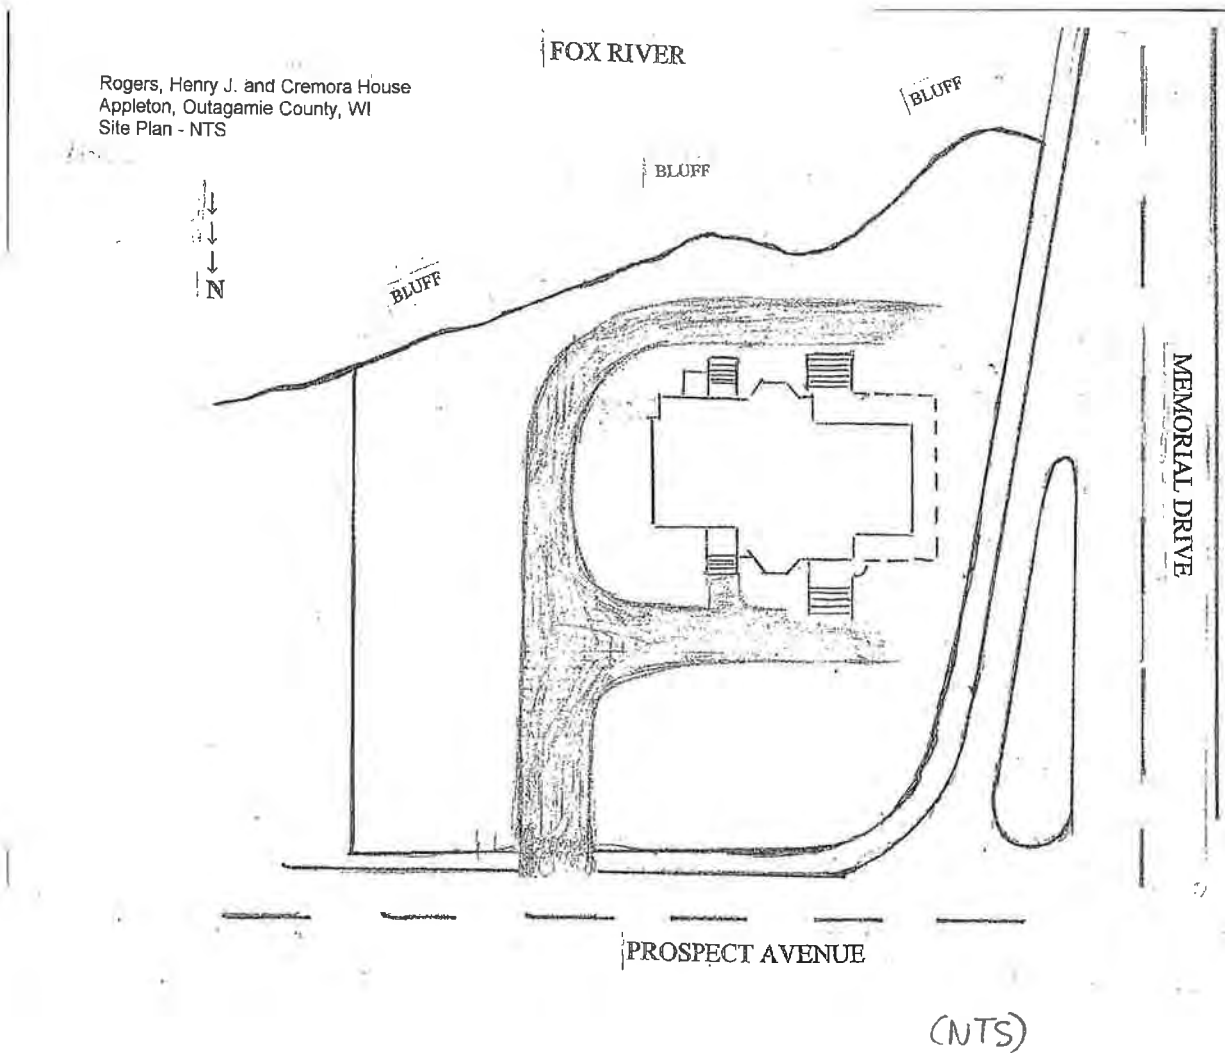 FOX RIVER
Rogers, Henry J. and Cremora House
Appleton, Outagamie County, WI
Site Plan - NTS
BLUFF
BLUFF
BLUFF
N
MEMORIAL DRIVE
PROSPECT AVENUE
(NTS)